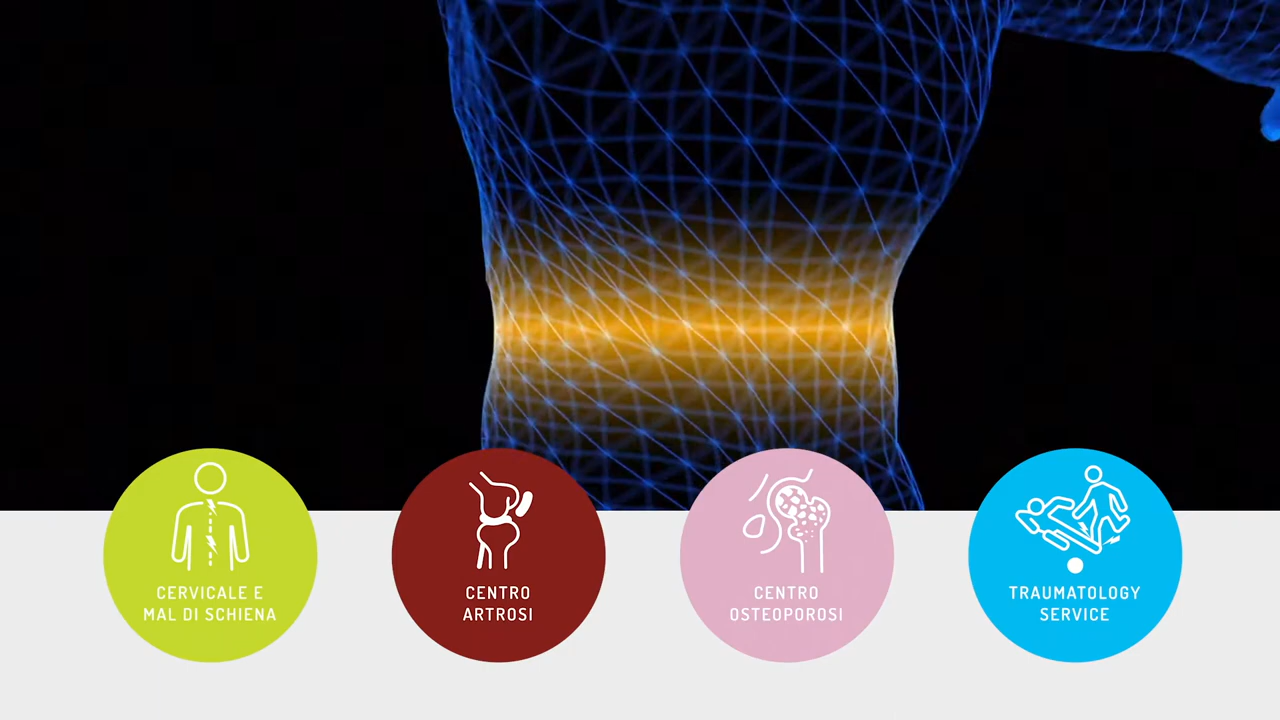 CERVICALE E
MAL DI SCHIENA
CENTRO
ARTROSI
CENTRO
OSTEOPOROSI
TRAUMATOLOGY
SERVICE